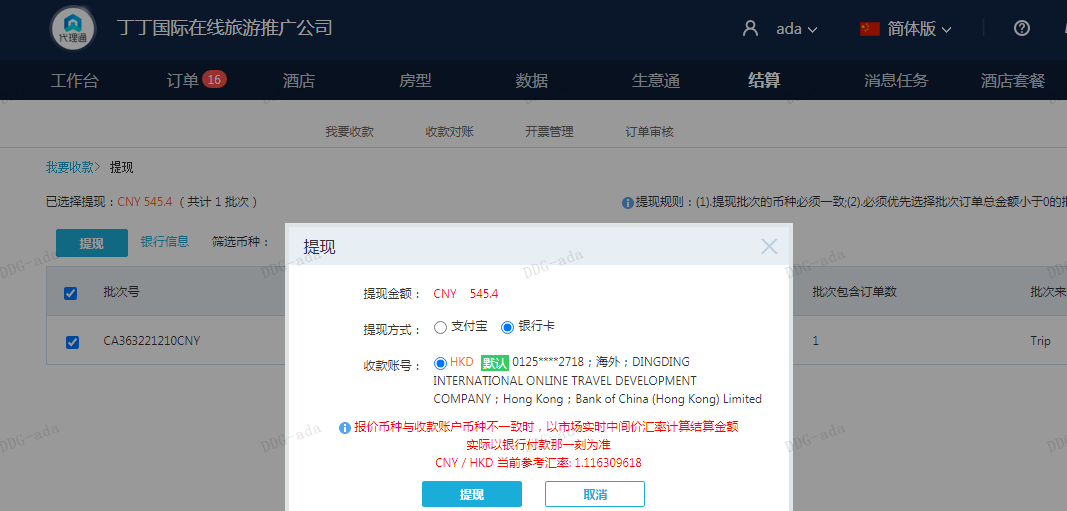 代理通
丁丁国际在线旅游推广公司
ada
简体版
工作台
订单 16
酒店
房型
数据
生意通
结算
消息任务
酒店套餐
我要收款
收款对账
开票管理
订单审核
我要收款> 提现
已选择提现：CNY 545.4 （共计 1 批次）
提现规则：(1).提现批次的币种必须一致;(2).必须优先选择批次订单总金额小于0的
提现
银行信息
筛选币种：
批次号
批次包含订单数
批次来
CA363221210CNY
1
Trip
提现
提现金额： CNY 545.4
提现方式： 支付宝 银行卡
收款账号： HKD 默认 0125****2718；海外；DINGDING
INTERNATIONAL ONLINE TRAVEL DEVELOPMENT
COMPANY；Hong Kong；Bank of China (Hong Kong) Limited
报价币种与收款账户币种不一致时，以市场实时中间价汇率计算结算金额
实际以银行付款那一刻为准
CNY / HKD 当前参考汇率: 1.116309618
提现
取消
DDG-ada
DDG-ada
DDG-ada
DDG-ada
DDG-ada
DDG-ada
DDG-ada